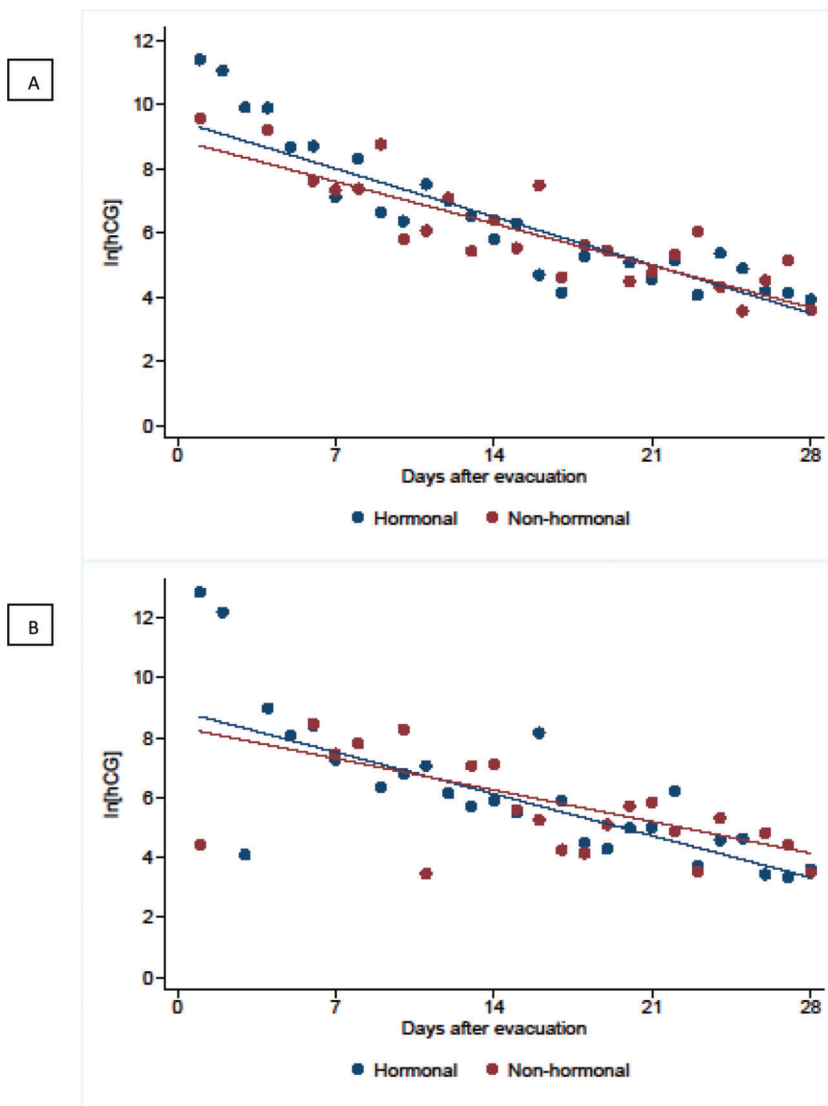 A
12
10
8
6
4
2
0
ln[hCG]
0 7 14 21 28
Days after evacuation
Hormonal Non-hormonal
B
12
10
8
6
4
2
0
ln[hCG]
0 7 14 21 28
Days after evacuation
Hormonal Non-hormonal